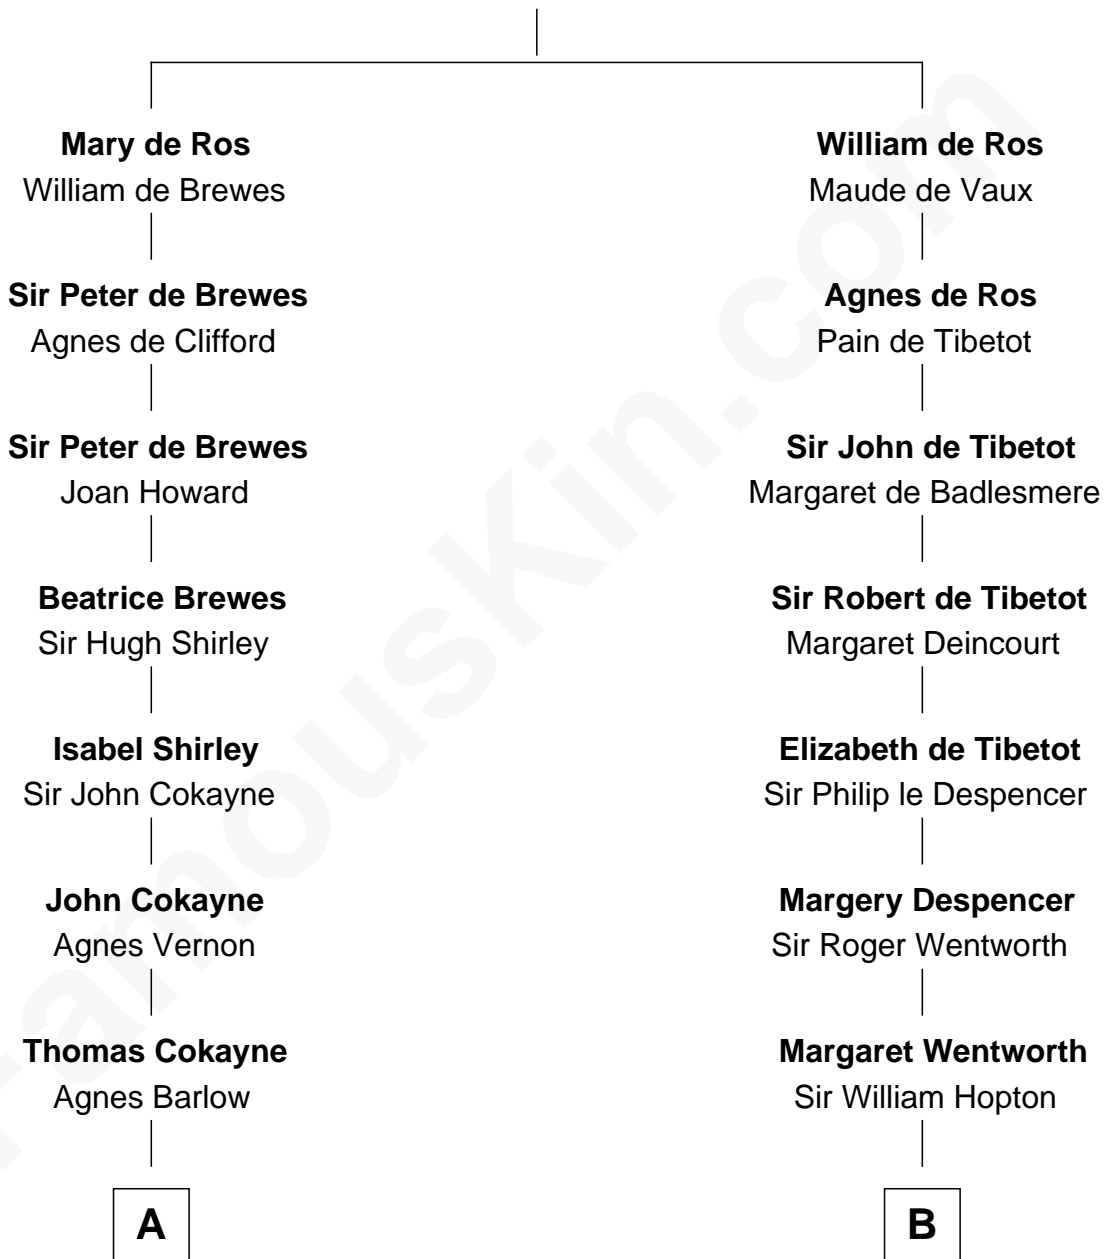 Mary de Ros
William de Brewes
Sir Peter de Brewes
Agnes de Clifford
Sir Peter de Brewes
Joan Howard
Beatrice Brewes
Sir Hugh Shirley
Isabel Shirley
Sir John Cokayne
John Cokayne
Agnes Vernon
Thomas Cokayne
Agnes Barlow
A
William de Ros
Maude de Vaux
Agnes de Ros
Pain de Tibetot
Sir John de Tibetot
Margaret de Badlesmere
Sir Robert de Tibetot
Margaret Deincourt
Elizabeth de Tibetot
Sir Philip le Despencer
Margery Despencer
Sir Roger Wentworth
Margaret Wentworth
Sir William Hopton
B
FamousKin.com